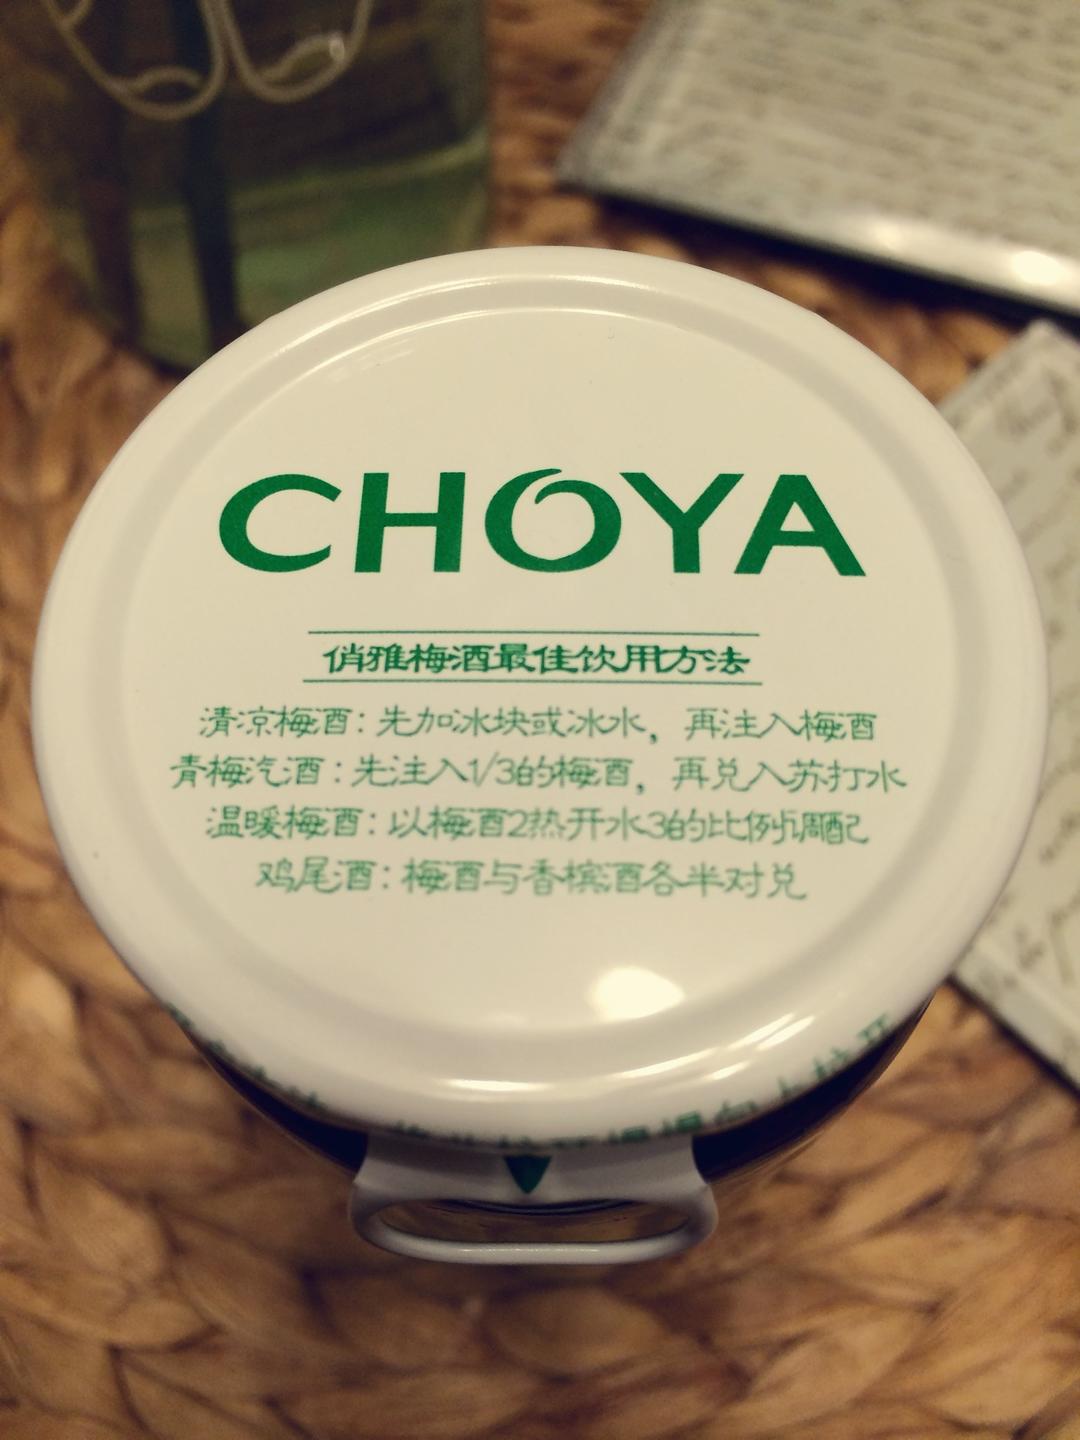 CHOYA
俏雅梅酒最佳饮用方法
清凉梅酒：先加冰块或冰水，再注入梅酒
青梅汽酒：先注入1/3的梅酒，再兑入苏打水
温暖梅酒：以梅酒2热开水3的比例调配
鸡尾酒：梅酒与香槟酒各半对兑